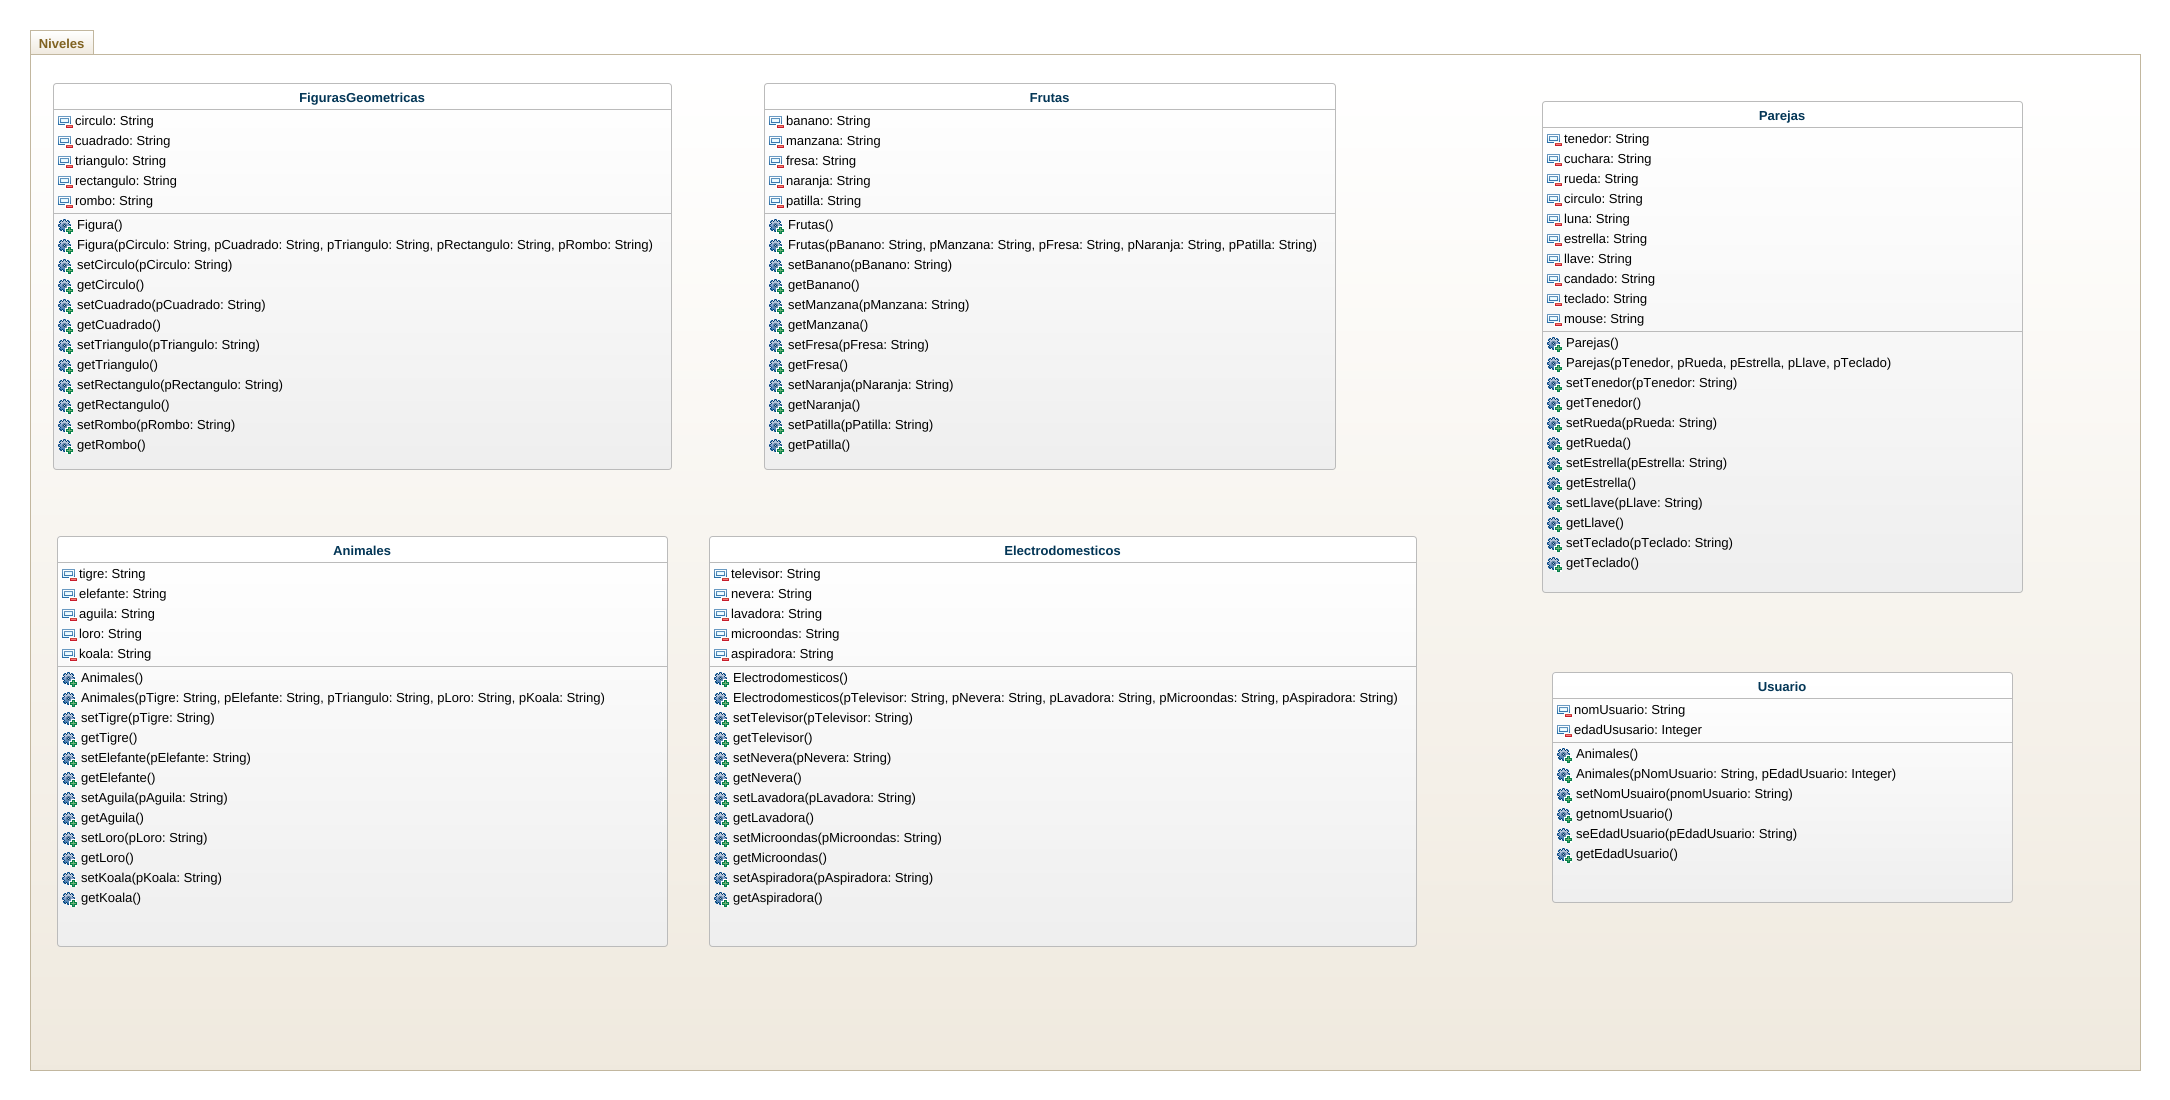 Niveles
FigurasGeometricas
circulo: String
cuadrado: String
triangulo: String
rectangulo: String
rombo: String
Figura()
Figura(pCirculo: String, pCuadrado: String, pTriangulo: String, pRectangulo: String, pRombo: String)
setCirculo(pCirculo: String)
getCirculo()
setCuadrado(pCuadrado: String)
getCuadrado()
setTriangulo(pTriangulo: String)
getTriangulo()
setRectangulo(pRectangulo: String)
getRectangulo()
setRombo(pRombo: String)
getRombo()
Frutas
banano: String
manzana: String
fresa: String
naranja: String
patilla: String
Frutas()
Frutas(pBanano: String, pManzana: String, pFresa: String, pNaranja: String, pPatilla: String)
setBanano(pBanano: String)
getBanano()
setManzana(pManzana: String)
getManzana()
setFresa(pFresa: String)
getFresa()
setNaranja(pNaranja: String)
getNaranja()
setPatilla(pPatilla: String)
getPatilla()
Parejas
tenedor: String
cuchara: String
rueda: String
circulo: String
luna: String
estrella: String
llave: String
candado: String
teclado: String
mouse: String
Parejas()
Parejas(pTenedor, pRueda, pEstrella, pLlave, pTeclado)
setTenedor(pTenedor: String)
getTenedor()
setRueda(pRueda: String)
getRueda()
setEstrella(pEstrella: String)
getEstrella()
setLlave(pLlave: String)
getLlave()
setTeclado(pTeclado: String)
getTeclado()
Animales
tigre: String
elefante: String
aguila: String
loro: String
koala: String
Animales()
Animales(pTigre: String, pElefante: String, pTriangulo: String, pLoro: String, pKoala: String)
setTigre(pTigre: String)
getTigre()
setElefante(pElefante: String)
getElefante()
setAguila(pAguila: String)
getAguila()
setLoro(pLoro: String)
getLoro()
setKoala(pKoala: String)
getKoala()
Electrodomesticos
televisor: String
nevera: String
lavadora: String
microondas: String
aspiradora: String
Electrodomesticos()
Electrodomesticos(pTelevisor: String, pNevera: String, pLavadora: String, pMicroondas: String, pAspiradora: String)
setTelevisor(pTelevisor: String)
getTelevisor()
setNevera(pNevera: String)
getNevera()
setLavadora(pLavadora: String)
getLavadora()
setMicroondas(pMicroondas: String)
getMicroondas()
setAspiradora(pAspiradora: String)
getAspiradora()
Usuario
nomUsuario: String
edadUsusario: Integer
Animales()
Animales(pNomUsuario: String, pEdadUsuario: Integer)
setNomUsuairo(pnomUsuario: String)
getnomUsuario()
seEdadUsuario(pEdadUsuario: String)
getEdadUsuario()